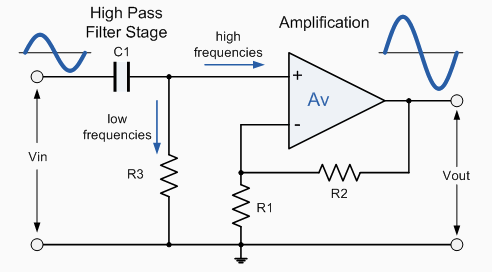 High Pass
Filter Stage
Amplification
C1
high
frequencies
+
Av
-
low
frequencies
Vin
R3
R2
R1
Vout